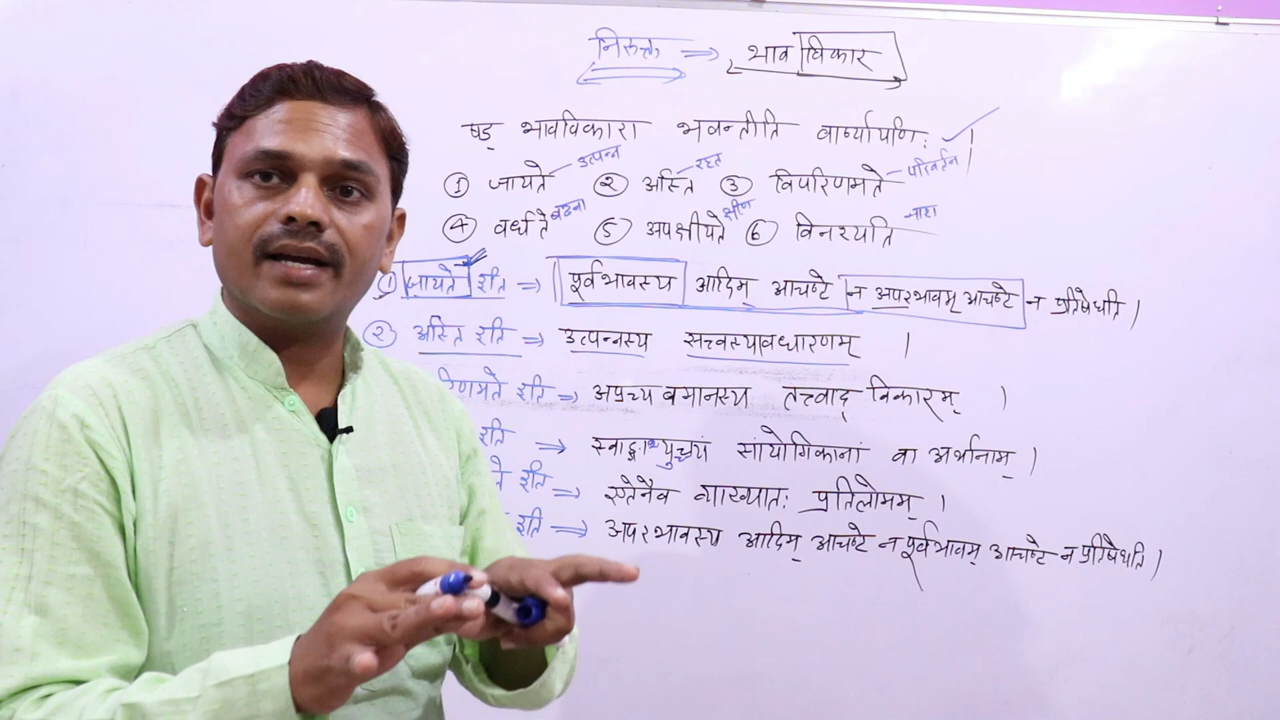 निरुक्त ⇒ भाव विकार
षड् भावविकारा भवन्तीति वार्ष्यायणिः ।
① जायते उत्पन्न ② अस्ति रहत ③ विपरिणमते परिवर्तन
④ वर्धते बढना ⑤ अपक्षीयते क्षीण ⑥ विनश्यति नाश
① जायते इति ⇒ पूर्वभावस्य आदिम् आचष्टे न अपरभावम् आचष्टे न प्रतिषेधति ।
② अस्ति इति ⇒ उत्पन्नस्य सत्त्वस्यावधारणम् ।
णमते इति ⇒ अप्रच्यवमानस्य तत्त्वाद् विकारम् ।
इति ⇒ स्वाङ्गाभ्युच्चयं सांयोगिकानां वा अर्थानाम् ।
ते इति ⇒ एतेनैव व्याख्यातः प्रतिलोमम् ।
इति ⇒ अपरभावस्य आदिम् आचष्टे न पूर्वभावम् आचष्टे न प्रतिषेधति ।